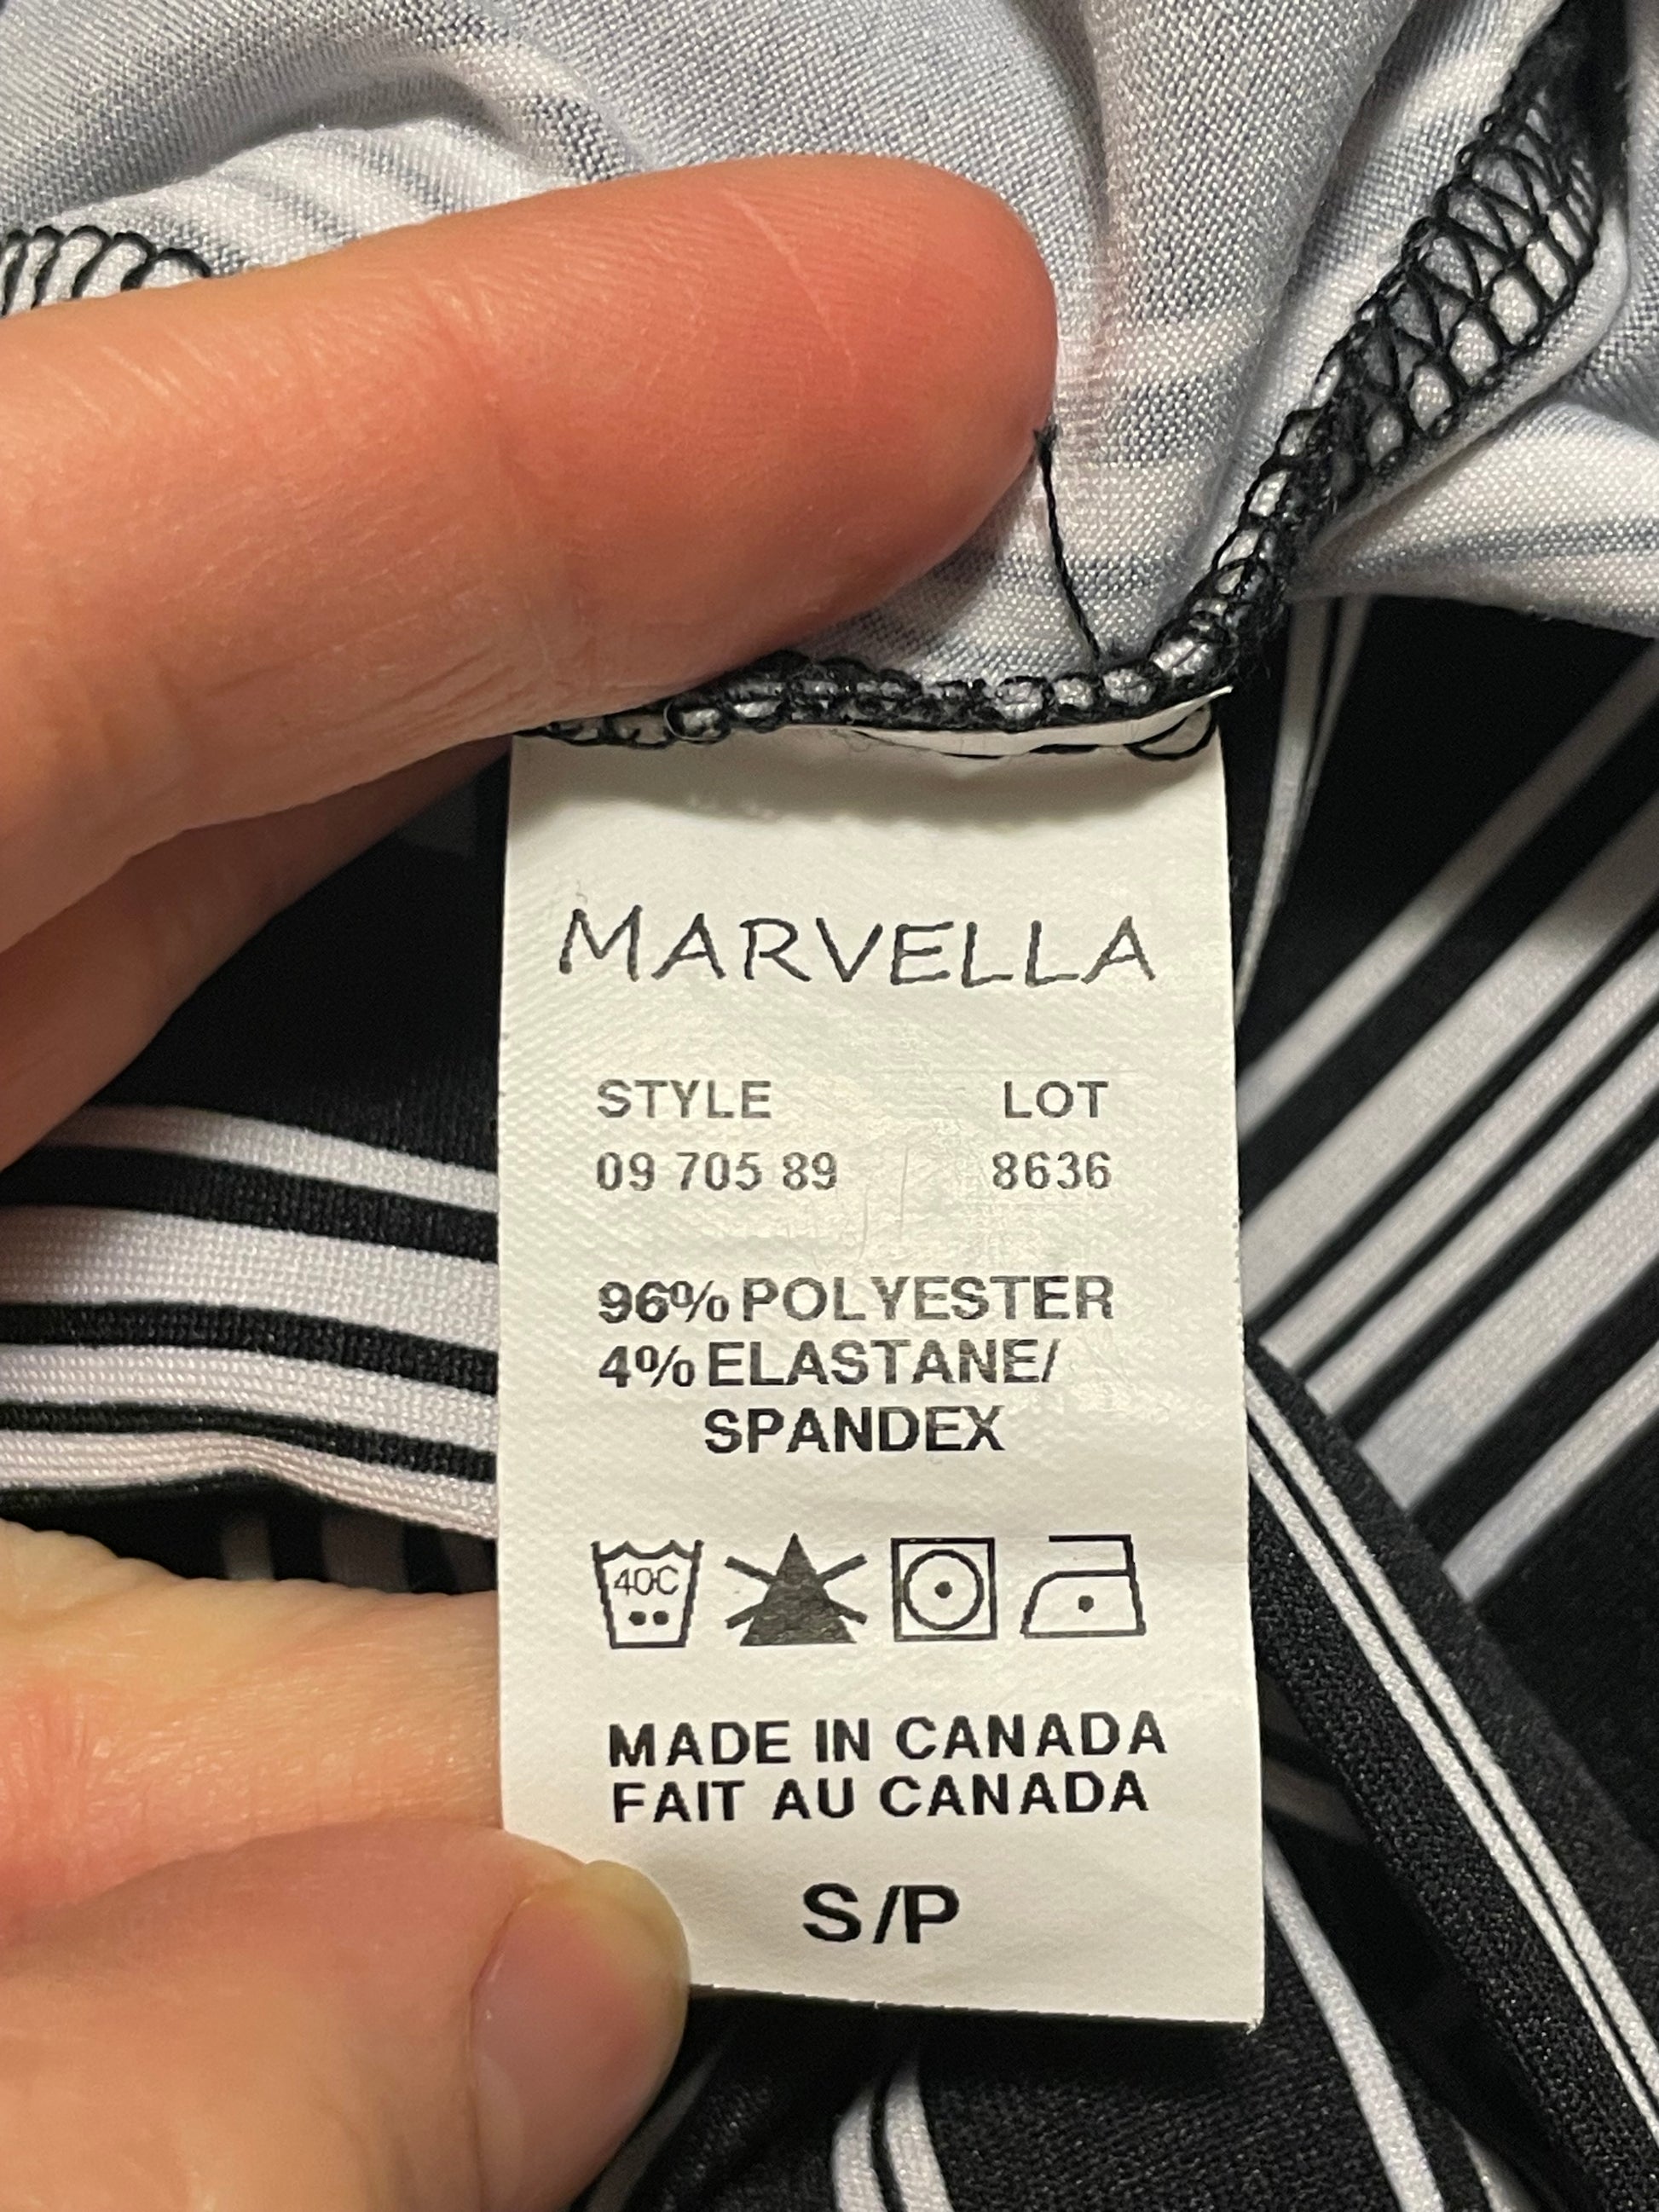 MARVELLA
STYLE LOT
09 705 89 8636
96% POLYESTER
4% ELASTANE/
SPANDEX
40C
MADE IN CANADA
FAIT AU CANADA
S/P